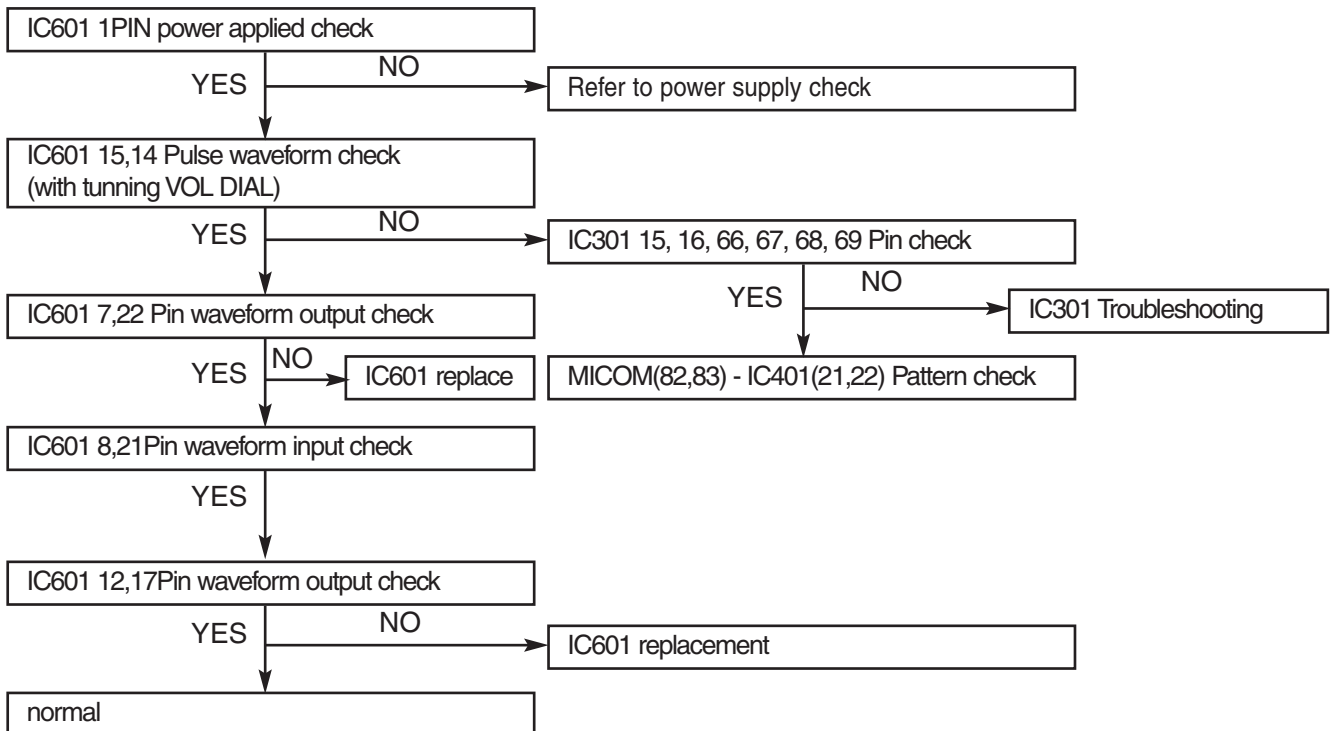 IC601 1PIN power applied check
YES
NO
Refer to power supply check
IC601 15,14 Pulse waveform check
(with tunning VOL DIAL)
YES
NO
IC301 15, 16, 66, 67, 68, 69 Pin check
YES
NO
IC301 Troubleshooting
IC601 7,22 Pin waveform output check
YES
NO
IC601 replace
MICOM(82,83) - IC401(21,22) Pattern check
IC601 8,21Pin waveform input check
YES
IC601 12,17Pin waveform output check
YES
NO
IC601 replacement
normal